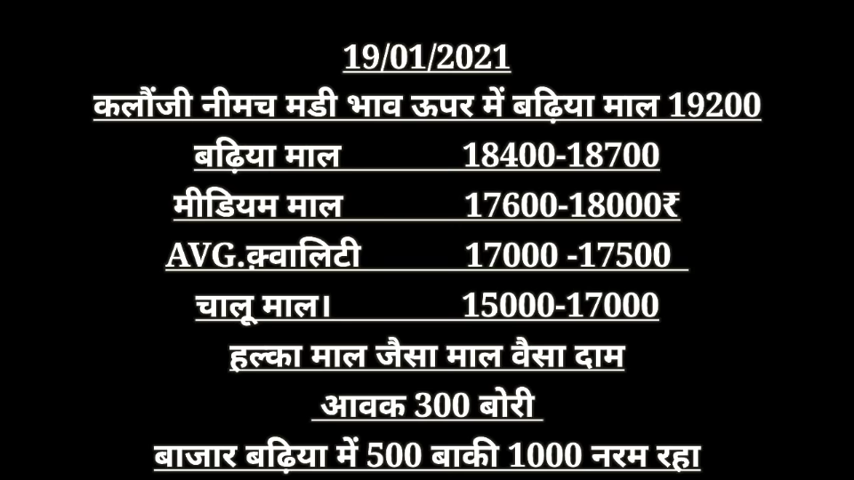 19/01/2021
कलौंजी नीमच मडी भाव ऊपर में बढ़िया माल 19200
बढ़िया माल 18400-18700
मीडियम माल 17600-18000₹
AVG.क़्वालिटी 17000 -17500
चालू माल। 15000-17000
हल्का माल जैसा माल वैसा दाम
आवक 300 बोरी
बाजार बढ़िया में 500 बाकी 1000 नरम रहा